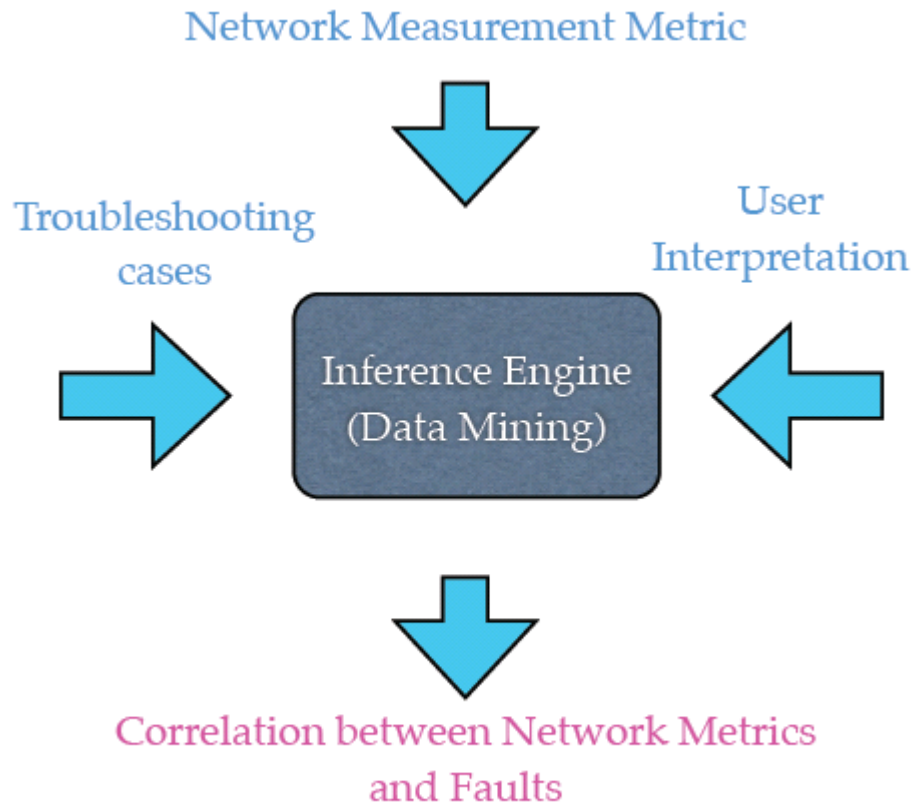 Network Measurement Metric
Troubleshooting
cases
User
Interpretation
Inference Engine
(Data Mining)
Correlation between Network Metrics
and Faults